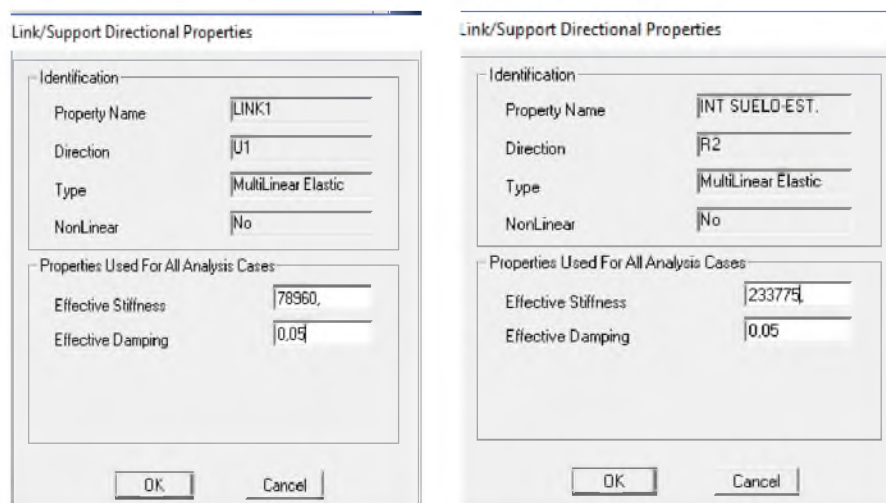 Link/Support Directional Properties
Identification
Property Name LINK1
Direction U1
Type MultiLinear Elastic
NonLinear No
Properties Used For All Analysis Cases
Effective Stiffness 78960,
Effective Damping 0,05
OK Cancel
Link/Support Directional Properties
Identification
Property Name INT SUELO-EST.
Direction R2
Type MultiLinear Elastic
NonLinear No
Properties Used For All Analysis Cases
Effective Stiffness 233775,
Effective Damping 0,05
OK Cancel